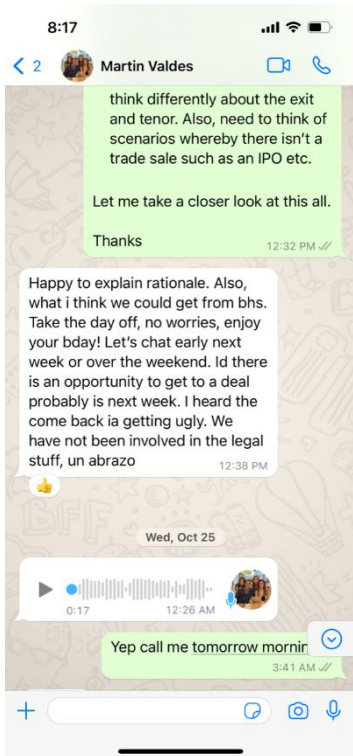 8:17
2
Martin Valdes
think differently about the exit
and tenor. Also, need to think of
scenarios whereby there isn't a
trade sale such as an IPO etc.
Let me take a closer look at this all.
Thanks
12:32 PM
Happy to explain rationale. Also,
what i think we could get from bhs.
Take the day off, no worries, enjoy
your bday! Let's chat early next
week or over the weekend. Id there
is an opportunity to get to a deal
probably is next week. I heard the
come back ia getting ugly. We
have not been involved in the legal
stuff, un abrazo
12:38 PM
Wed, Oct 25
0:17
12:26 AM
Yep call me tomorrow mornin
3:41 AM